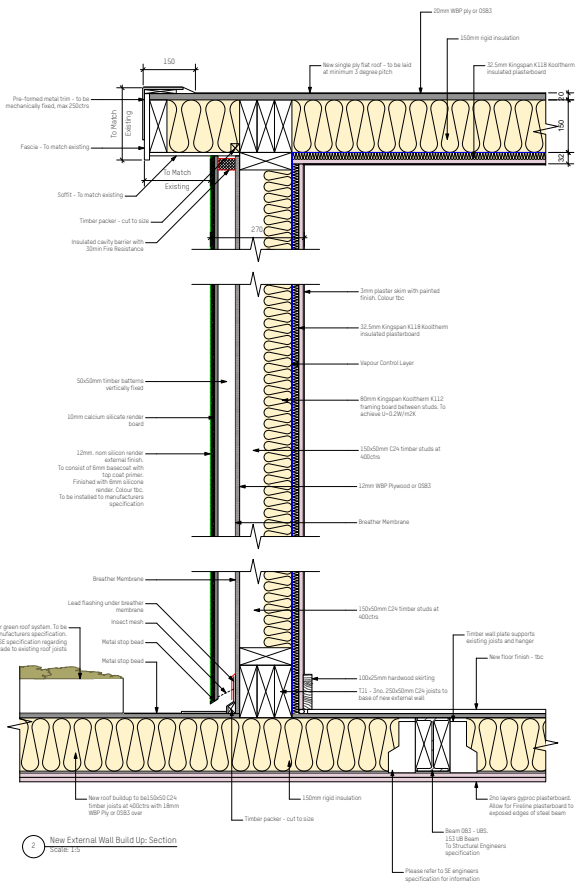 20mm WBP ply or OSB3
150mm rigid insulation
32.5mm Kingspan K118 Kooltherm
insulated plasterboard
New single ply flat roof - to be laid
at minimum 3 degree pitch
150
20
150
32
Pre-formed metal trim - to be
mechanically fixed, max 250ctrs
To Match
Existing
Fascia - To match existing
To Match
Existing
Soffit - To match existing
Timber packer - cut to size
Insulated cavity barrier with
30min Fire Resistance
270
3mm plaster skim with painted
finish. Colour tbc
32.5mm Kingspan K118 Kooltherm
insulated plasterboard
Vapour Control Layer
50x50mm timber battens
vertically fixed
80mm Kingspan Kooltherm K112
framing board between studs. To
achieve U=0.2W/m2K
10mm calcium silicate render
board
12mm. nom silicon render
external finish.
To consist of 6mm basecoat with
top coat primer.
Finished with 6mm silicone
render. Colour tbc.
To be installed to manufacturers
specification
150x50mm C24 timber studs at
400ctrs
12mm WBP Plywood or OSB3
Breather Membrane
Breather Membrane
Lead flashing under breather
membrane
Insect mesh
Metal stop bead
Metal stop bead
150x50mm C24 timber studs at
400ctrs
r green roof system. To be
nufacturers specification.
SE specification regarding
ade to existing roof joists
Timber wall plate supports
existing joists and hanger
New floor finish - tbc
100x25mm hardwood skirting
TJ1 - 3no. 250x50mm C24 joists to
base of new external wall
New roof buildup to be150x50 C24
timber joists at 400ctrs with 18mm
WBP Ply or OSB3 over
150mm rigid insulation
2no layers gyproc plasterboard.
Allow for Fireline plasterboard to
exposed edges of steel beam
Timber packer - cut to size
Beam 0B3 - UBS.
153 UB Beam
To Structural Engineers
specification
Please refer to SE engineers
specification for information
2
New External Wall Build Up: Section
Scale: 1:5